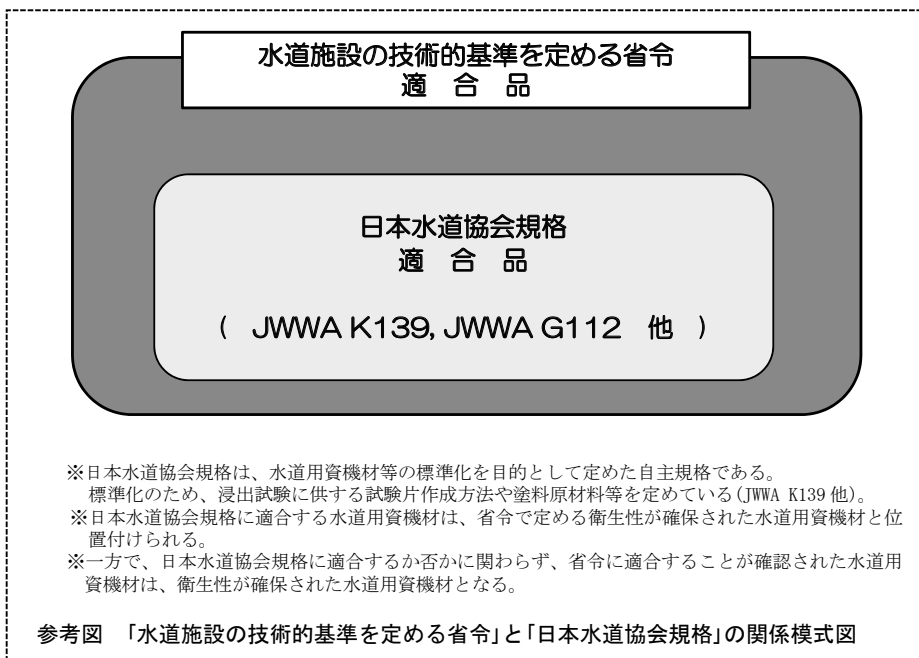 水道施設の技術的基準を定める省令
適 合 品
日本水道協会規格
適 合 品
( JWWA K139, JWWA G112 他 )
※日本水道協会規格は、水道用資機材等の標準化を目的として定めた自主規格である。
標準化のため、浸出試験に供する試験片作成方法や塗料原材料等を定めている(JWWA K139 他)。
※日本水道協会規格に適合する水道用資機材は、省令で定める衛生性が確保された水道用資機材と位
置付けられる。
※一方で、日本水道協会規格に適合するか否かに関わらず、省令に適合することが確認された水道用
資機材は、衛生性が確保された水道用資機材となる。
参考図 「水道施設の技術的基準を定める省令」と「日本水道協会規格」の関係模式図